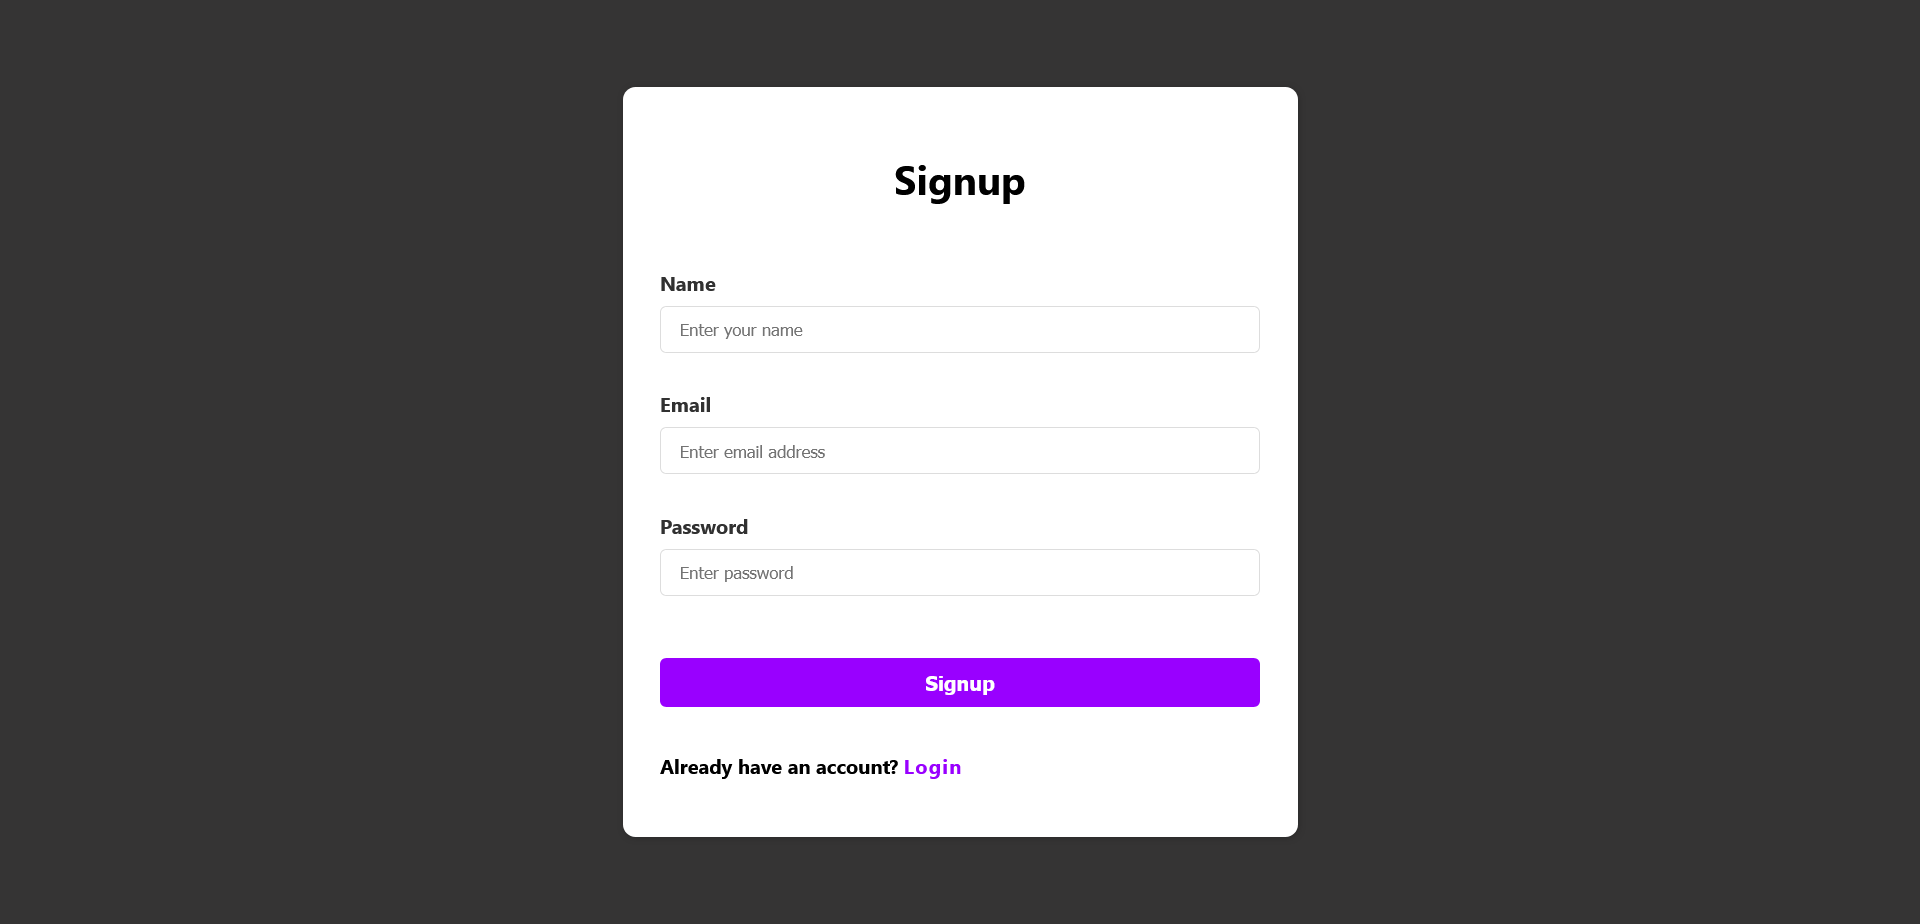 Signup
Name
Enter your name
Email
Enter email address
Password
Enter password
Signup
Already have an account? Login